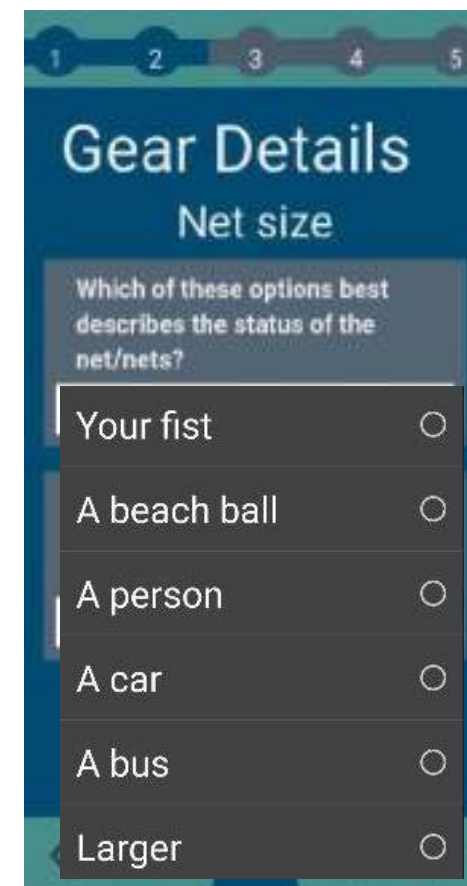 1 2 3 4 5
Gear Details
Net size
Which of these options best
describes the status of the
net/nets?
Your fist
A beach ball
A person
A car
A bus
Larger